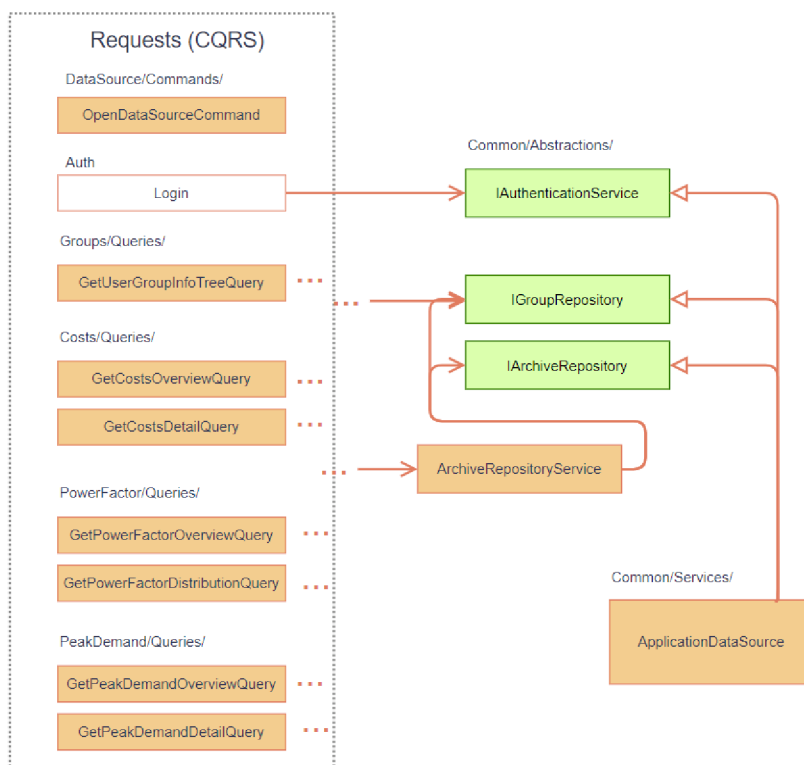 Requests (CQRS)
DataSource/Commands/
OpenDataSourceCommand
Common/Abstractions/
Auth
Login
IAuthenticationService
Groups/Queries/
GetUserGroupInfoTreeQuery
...
...
IGroupRepository
Costs/Queries/
IArchiveRepository
GetCostsOverviewQuery
...
GetCostsDetailQuery
...
...
ArchiveRepositoryService
PowerFactor/Queries/
GetPowerFactorOverviewQuery
...
GetPowerFactorDistributionQuery
...
Common/Services/
ApplicationDataSource
PeakDemand/Queries/
GetPeakDemandOverviewQuery
...
GetPeakDemandDetailQuery
...